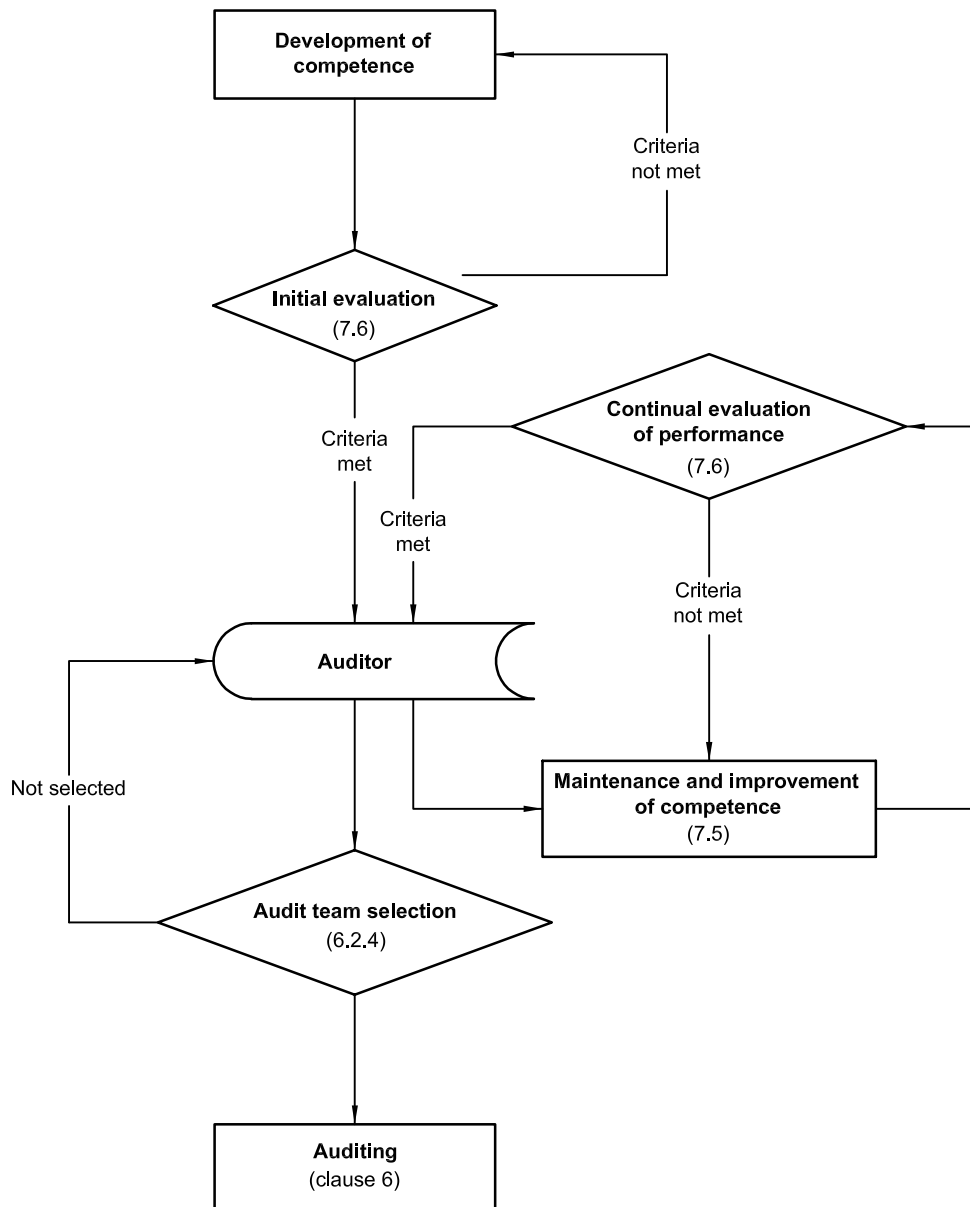 Development of
competence
Criteria
not met
Initial evaluation
(7.6)
Continual evaluation
of performance
(7.6)
Criteria
met
Criteria
met
Criteria
not met
Auditor
Not selected
Maintenance and improvement
of competence
(7.5)
Audit team selection
(6.2.4)
Auditing
(clause 6)